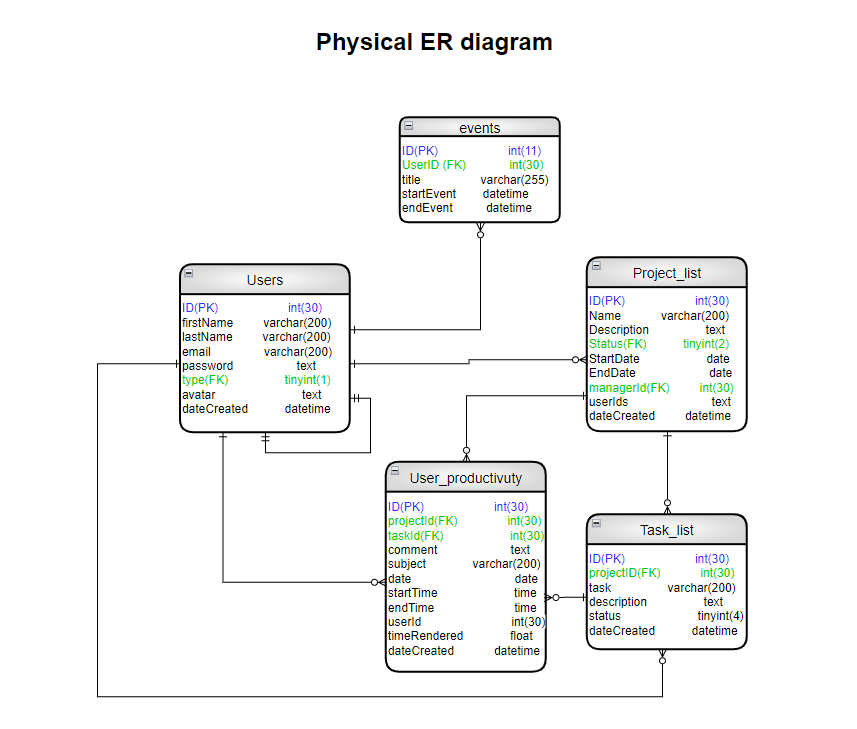 Physical ER diagram
events
ID(PK) int(11)
UserID (FK) int(30)
title varchar(255)
startEvent datetime
endEvent datetime
Users
ID(PK) int(30)
firstName varchar(200)
lastName varchar(200)
email varchar(200)
password text
type(FK) tinyint(1)
avatar text
dateCreated datetime
Project_list
ID(PK) int(30)
Name varchar(200)
Description text
Status(FK) tinyint(2)
StartDate date
EndDate date
managerId(FK) int(30)
userIds text
dateCreated datetime
User_productivuty
ID(PK) int(30)
projectId(FK) int(30)
taskId(FK) int(30)
comment text
subject varchar(200)
date date
startTime time
endTime time
userId int(30)
timeRendered float
dateCreated datetime
Task_list
ID(PK) int(30)
projectID(FK) int(30)
task varchar(200)
description text
status tinyint(4)
dateCreated datetime